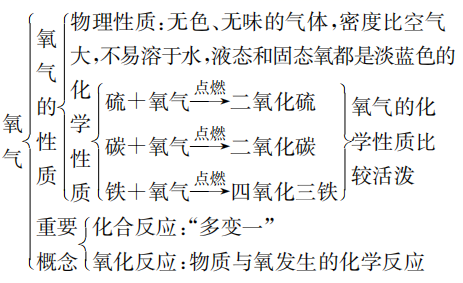 氧气
氧气的性质
物理性质:无色、无味的气体,密度比空气
大,不易溶于水,液态和固态氧都是淡蓝色的
化学性质
硫+氧气 点燃→ 二氧化硫
碳+氧气 点燃→ 二氧化碳
铁+氧气 点燃→ 四氧化三铁
氧气的化
学性质比
较活泼
重要
概念
化合反应:“多变一”
氧化反应:物质与氧发生的化学反应